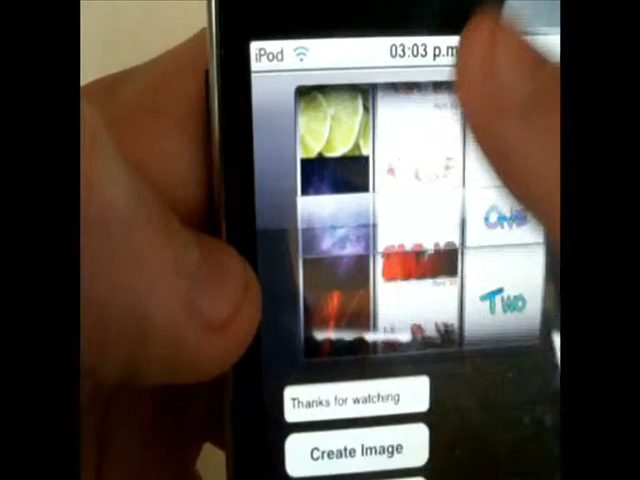 iPod 03:03 p.m
ONE
TWO
Thanks for watching
Create Image